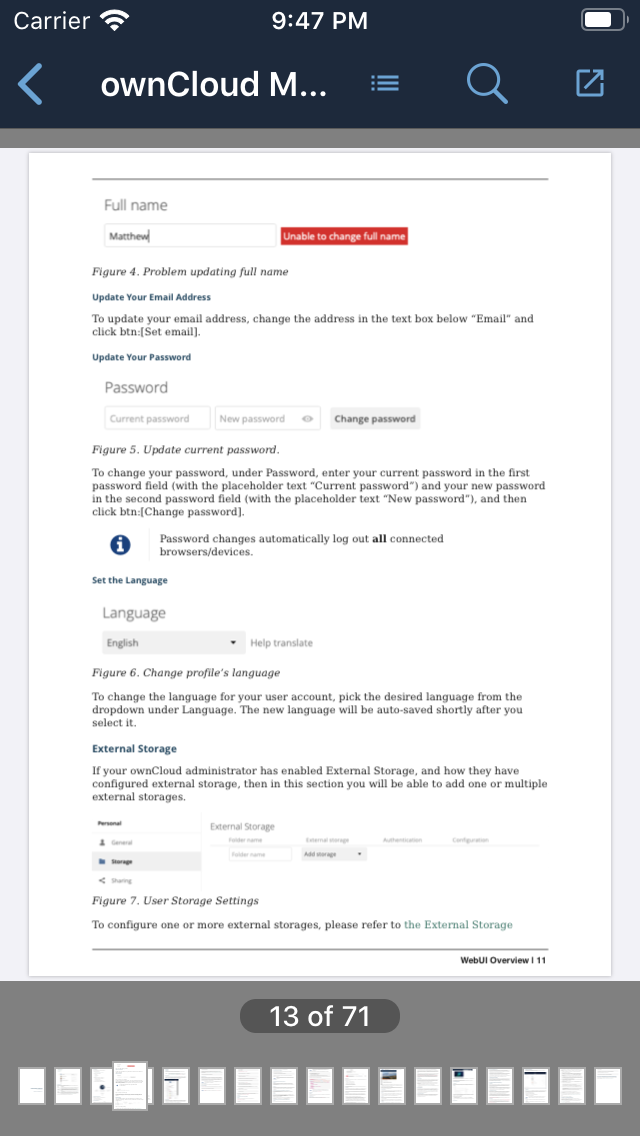 Carrier 9:47 PM
ownCloud M...
Full name
Matthew Unable to change full name
Figure 4. Problem updating full name
Update Your Email Address
To update your email address, change the address in the text box below “Email” and
click btn:[Set email].
Update Your Password
Password
Current password New password Change password
Figure 5. Update current password.
To change your password, under Password, enter your current password in the first
password field (with the placeholder text “Current password”) and your new password
in the second password field (with the placeholder text “New password”), and then
click btn:[Change password].
Password changes automatically log out all connected
browsers/devices.
Set the Language
Language
English Help translate
Figure 6. Change profile’s language
To change the language for your user account, pick the desired language from the
dropdown under Language. The new language will be auto-saved shortly after you
select it.
External Storage
If your ownCloud administrator has enabled External Storage, and how they have
configured external storage, then in this section you will be able to add one or multiple
external storages.
Personal
General
Storage
Sharing
External Storage
Folder name External storage Authentication Configuration
Folder name Add storage
Figure 7. User Storage Settings
To configure one or more external storages, please refer to the External Storage
WebUI Overview | 11
13 of 71